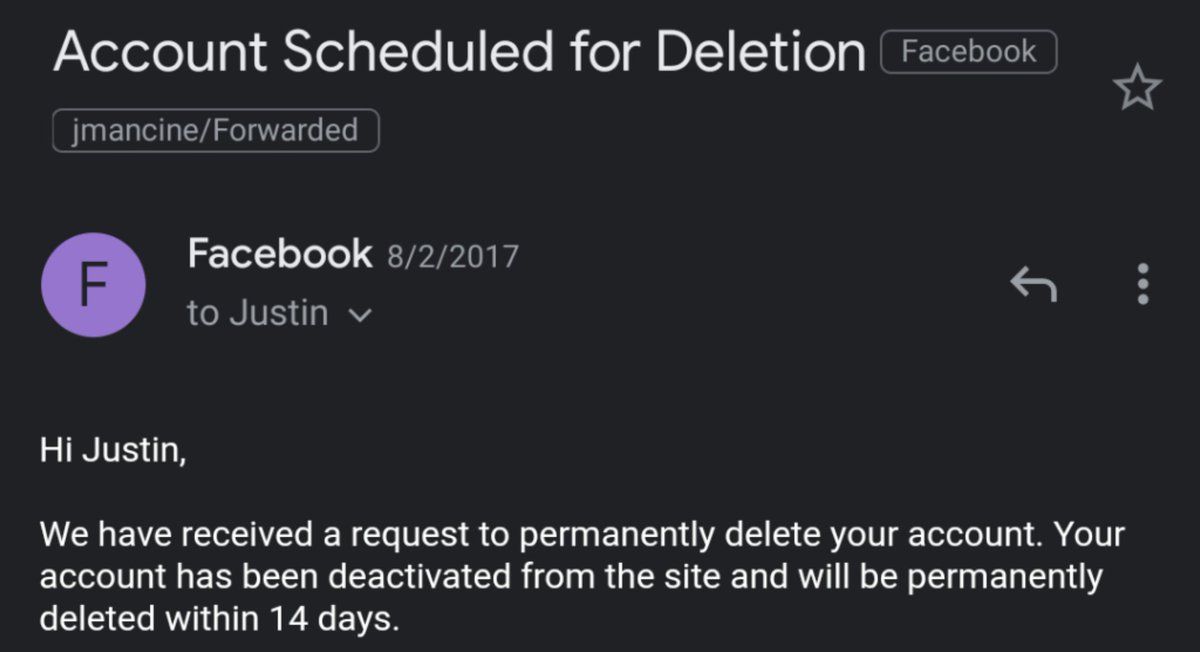 Account Scheduled for Deletion Facebook
jmancine/Forwarded
F
Facebook 8/2/2017
to Justin
Hi Justin,
We have received a request to permanently delete your account. Your
account has been deactivated from the site and will be permanently
deleted within 14 days.